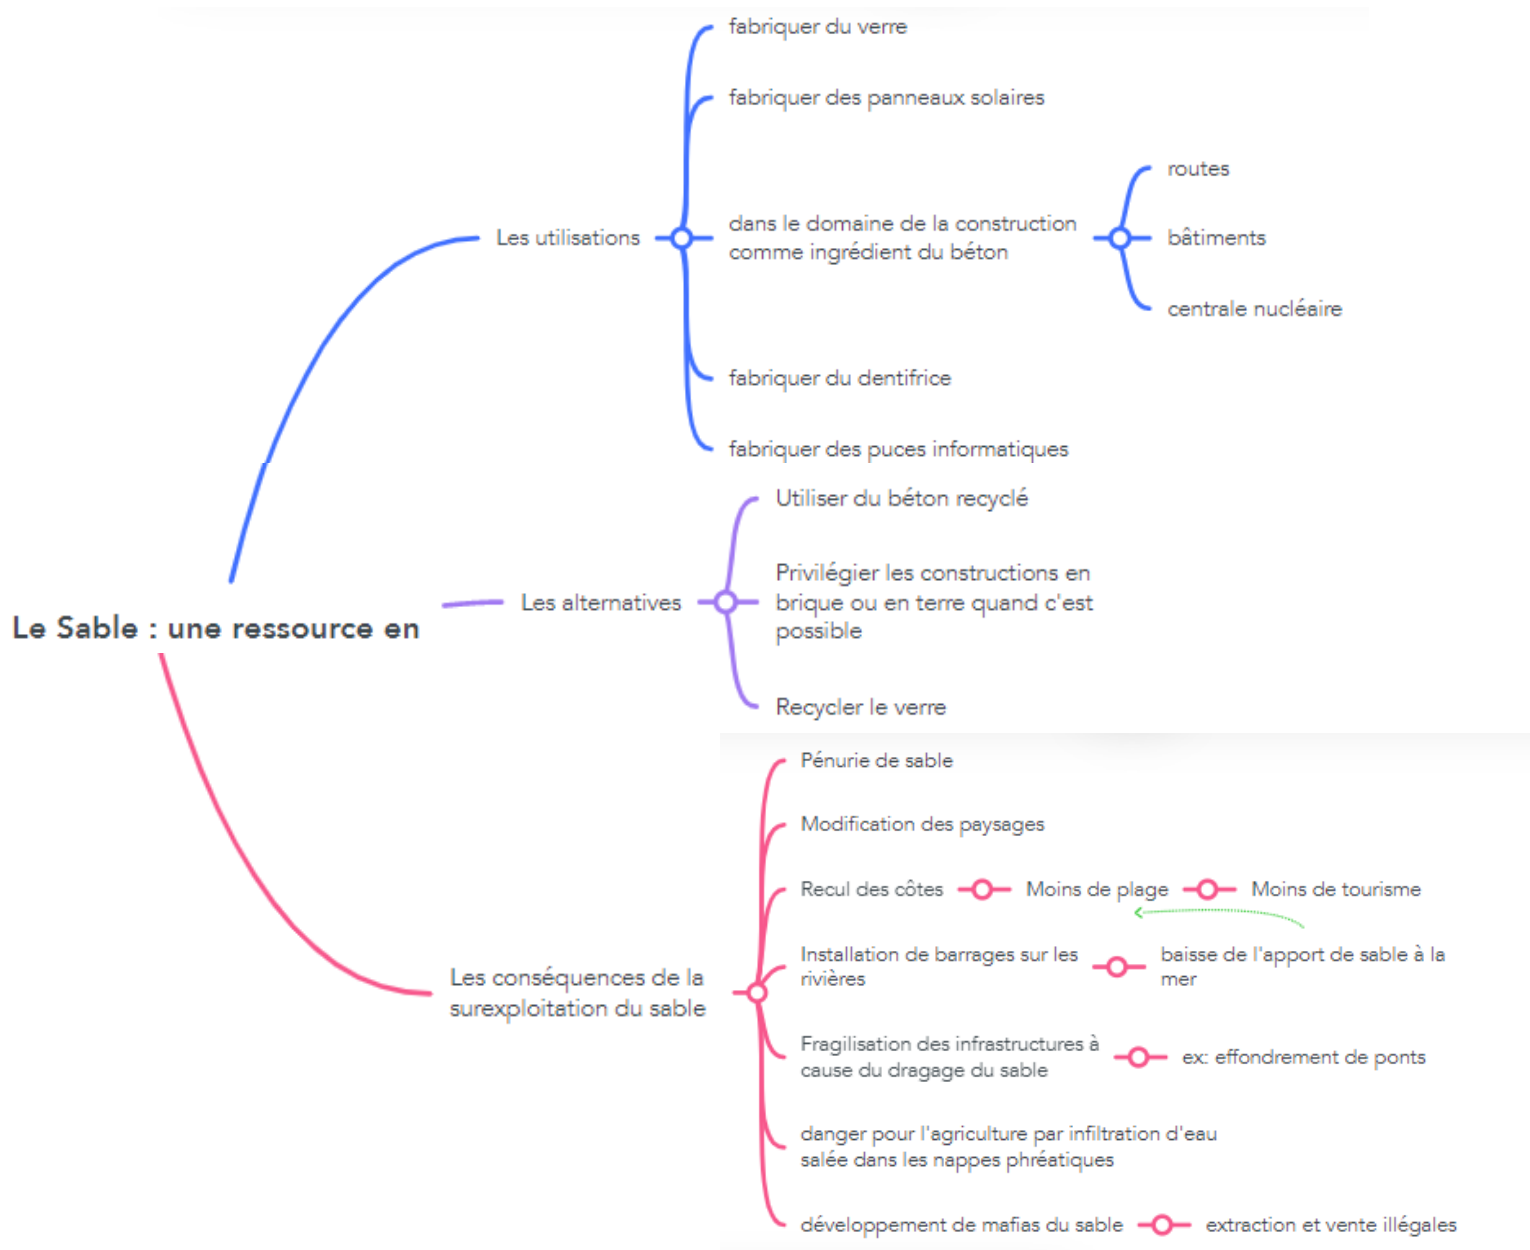 fabriquer du verre
fabriquer des panneaux solaires
routes
dans le domaine de la construction
comme ingrédient du béton
Les utilisations
bâtiments
centrale nucléaire
fabriquer du dentifrice
fabriquer des puces informatiques
Le Sable : une ressource en
Les alternatives
Utiliser du béton recyclé
Privilégier les constructions en
brique ou en terre quand c'est
possible
Recycler le verre
Les conséquences de la
surexploitation du sable
Pénurie de sable
Modification des paysages
Recul des côtes
Moins de plage
Moins de tourisme
Installation de barrages sur les
rivières
baisse de l'apport de sable à la
mer
Fragilisation des infrastructures à
cause du dragage du sable
ex: effondrement de ponts
danger pour l'agriculture par infiltration d'eau
salée dans les nappes phréatiques
développement de mafias du sable
extraction et vente illégales